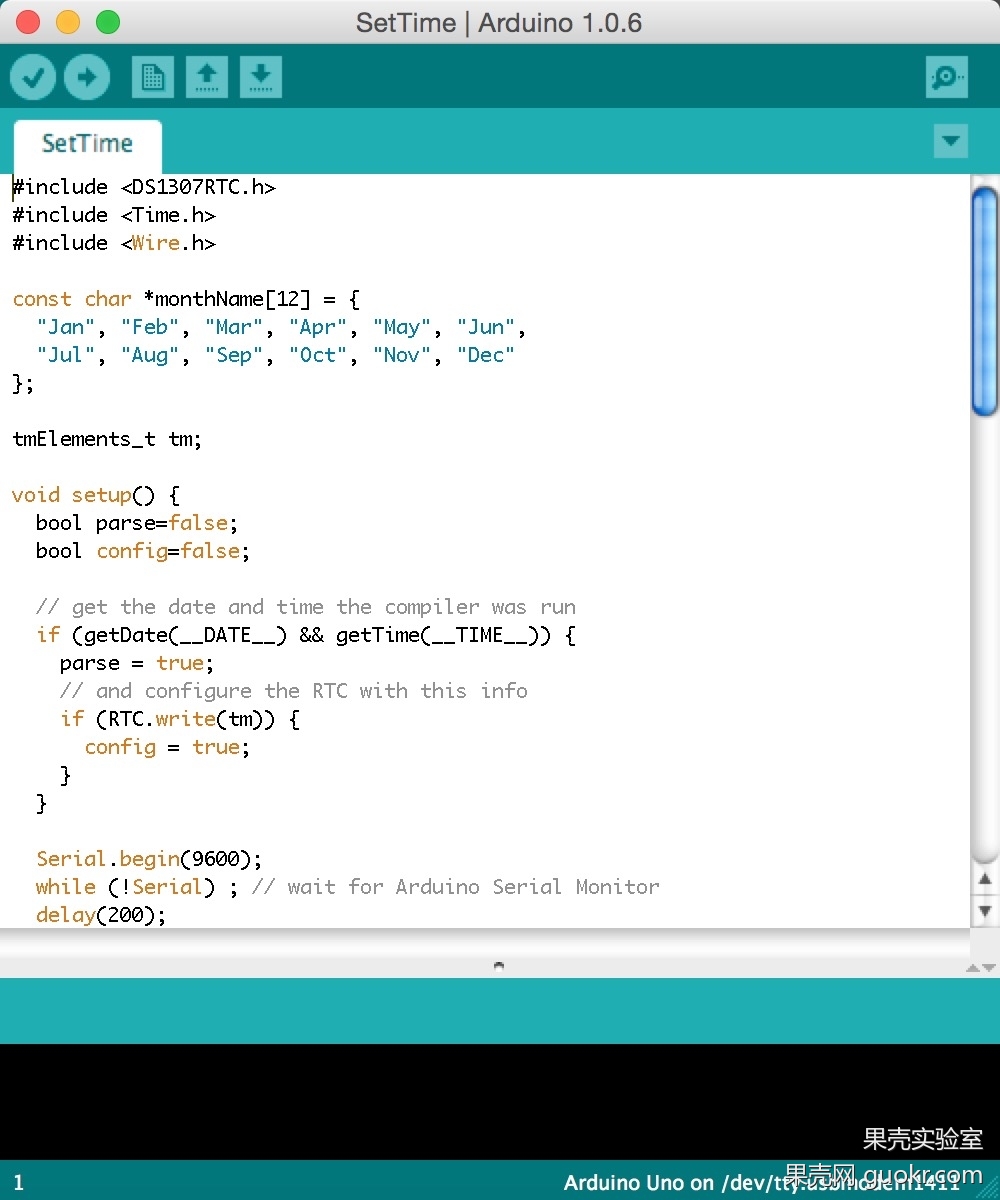 SetTime | Arduino 1.0.6
SetTime
#include <DS1307RTC.h>
#include <Time.h>
#include <Wire.h>
const char *monthName[12] = {
  "Jan", "Feb", "Mar", "Apr", "May", "Jun",
  "Jul", "Aug", "Sep", "Oct", "Nov", "Dec"
};
tmElements_t tm;
void setup() {
  bool parse=false;
  bool config=false;
  // get the date and time the compiler was run
  if (getDate(__DATE__) && getTime(__TIME__)) {
    parse = true;
    // and configure the RTC with this info
    if (RTC.write(tm)) {
      config = true;
    }
  }
  Serial.begin(9600);
  while (!Serial) ; // wait for Arduino Serial Monitor
  delay(200);
果壳实验室
果壳网 guokr.com
1
Arduino Uno on /dev/tty.usbmodem1411